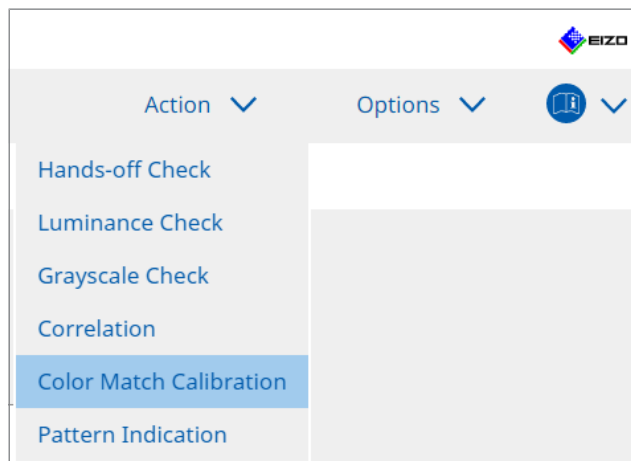 EIZO
Action Options
Hands-off Check
Luminance Check
Grayscale Check
Correlation
Color Match Calibration
Pattern Indication